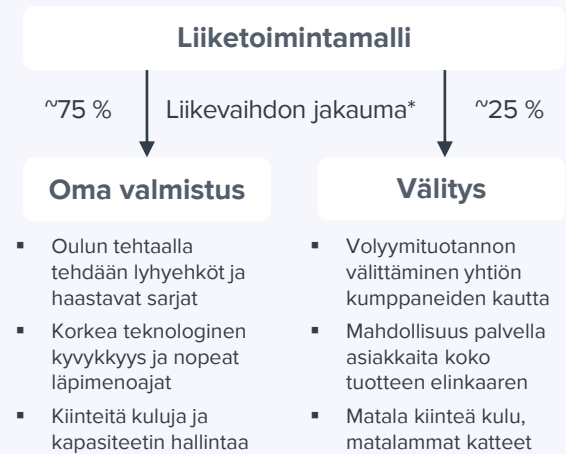 Liiketoimintamalli
~75 % Liikevaihdon jakauma* ~25 %
Oma valmistus
▪ Oulun tehtaalla
tehdään lyhyehköt ja
haastavat sarjat
▪ Korkea teknologinen
kyvykkyys ja nopeat
läpimenoajat
▪ Kiinteitä kuluja ja
kapasiteetin hallintaa
Välitys
▪ Volyymituotannon
välittäminen yhtiön
kumppaneiden kautta
▪ Mahdollisuus palvella
asiakkaita koko
tuotteen elinkaaren
▪ Matala kiinteä kulu,
matalammat katteet